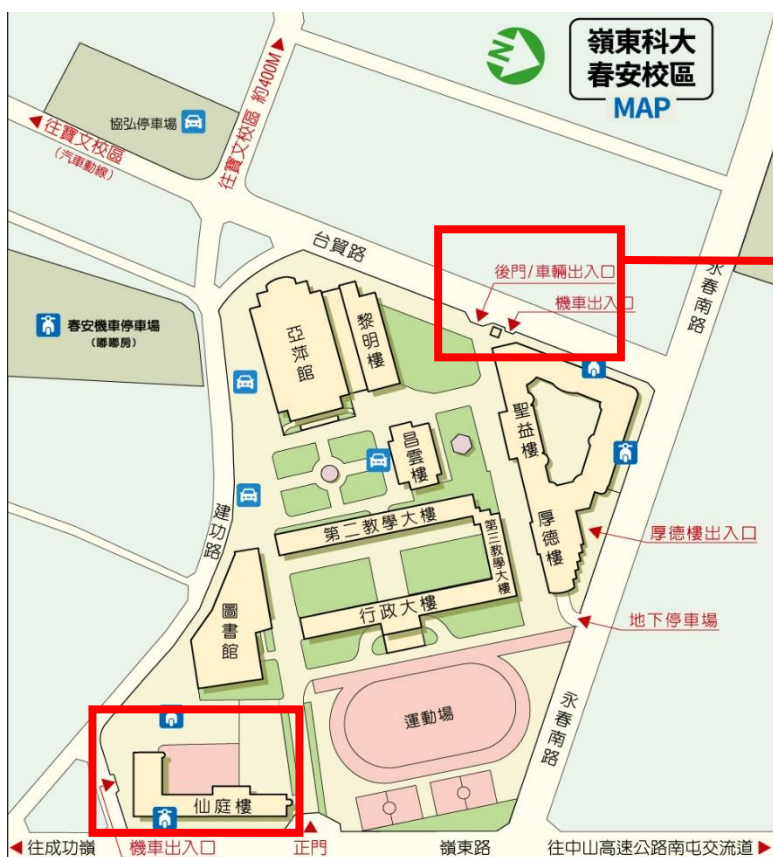 嶺東科大
春安校區
MAP
N
協弘停車場
往寶文校區
(汽車動線)
往寶文校區 約400M
台貿路
後門/車輛出入口
機車出入口
永春南路
春安機車停車場
(嘟嘟房)
亞萍館
黎明樓
聖益樓
昌雲樓
建功路
第二教學大樓
第三教學大樓
厚德樓
厚德樓出入口
圖書館
行政大樓
地下停車場
運動場
永春南路
仙庭樓
往成功嶺
機車出入口
正門
嶺東路
往中山高速公路南屯交流道